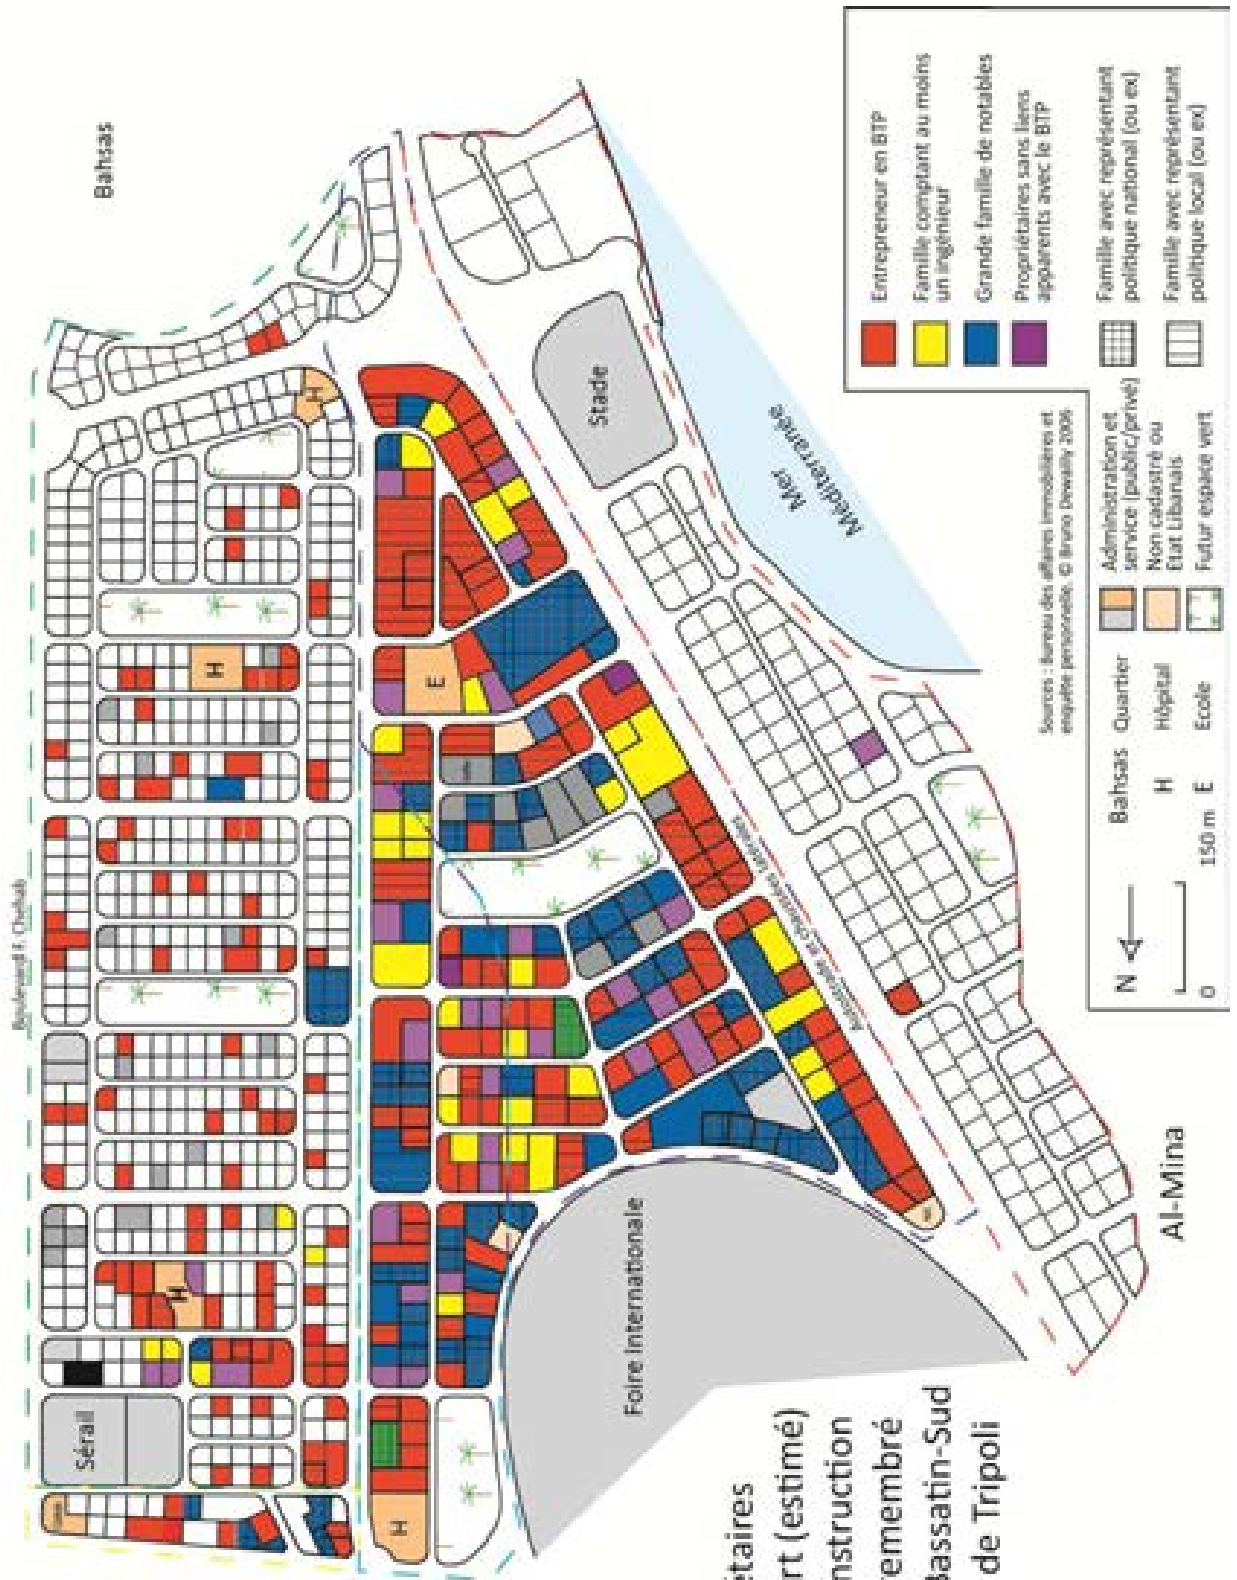 Bahsas
Boulevard F. Chéhab
H
H
H
Sérail
H
E
Stade
Mer
Méditerranée
Foire Internationale
Al-Mina
étaires
rt (estimé)
nstruction
remembré
Bassatin-Sud
de Tripoli
Entrepreneur en BTP
Famille comptant au moins
un ingénieur
Grande famille de notables
Propriétaires sans liens
apparents avec le BTP
Famille avec représentant
politique national (ou ex)
Famille avec représentant
politique local (ou ex)
Sources : Bureau des affaires immobilières et
enquête personnelle. © Bruno Dewailly 2006
Administration et
service (public/privé)
Non cadastré ou
Etat Libanais
Futur espace vert
Bahsas Quartier
H Hôpital
E Ecole
N
0 150 m